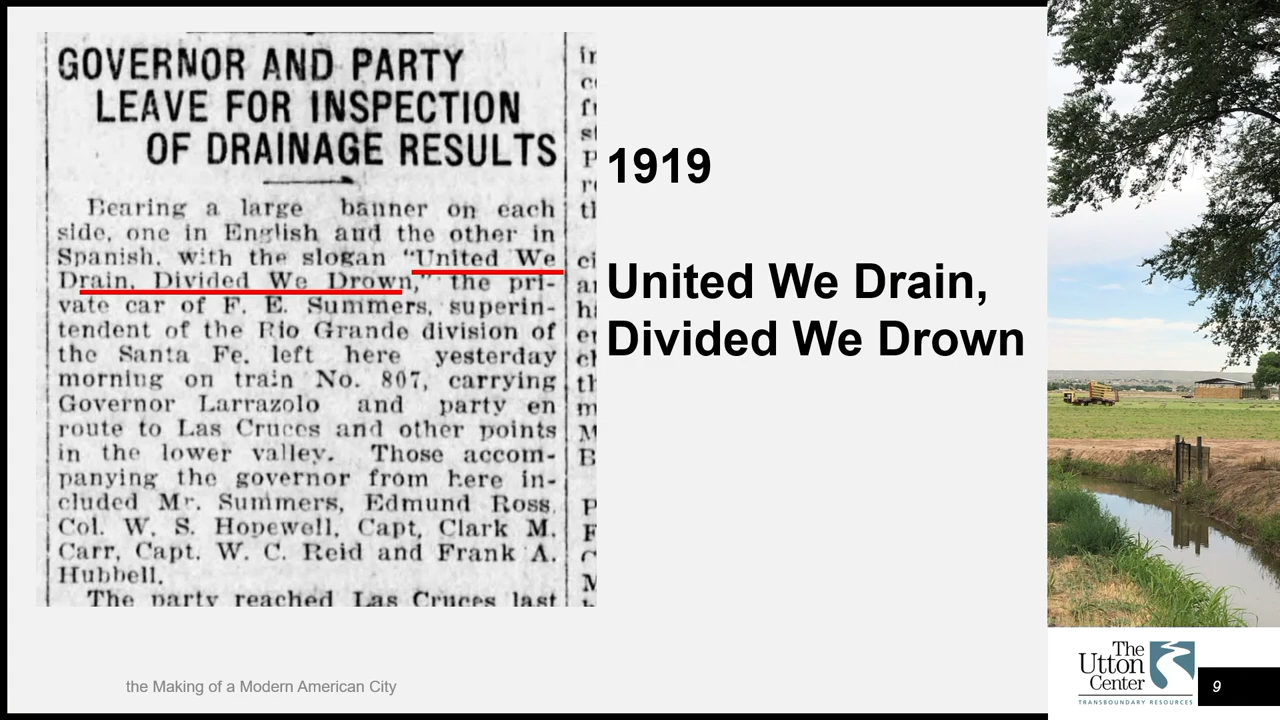 GOVERNOR AND PARTY
LEAVE FOR INSPECTION
OF DRAINAGE RESULTS
Bearing a large banner on each
side, one in English and the other in
Spanish, with the slogan "United We
Drain, Divided We Drown," the pri-
vate car of F. E. Summers, superin-
tendent of the Rio Grande division of
the Santa Fe, left here yesterday
morning on train No. 807, carrying
Governor Larrazolo and party en
route to Las Cruces and other points
in the lower valley. Those accom-
panying the governor from here in-
cluded Mr. Summers, Edmund Ross,
Col. W. S. Hopewell, Capt, Clark M.
Carr, Capt. W. C. Reid and Frank A.
Hubbell.
The party reached Las Cruces last
1919
United We Drain,
Divided We Drown
the Making of a Modern American City
The
Utton
Center
TRANSBOUNDARY RESOURCES
9